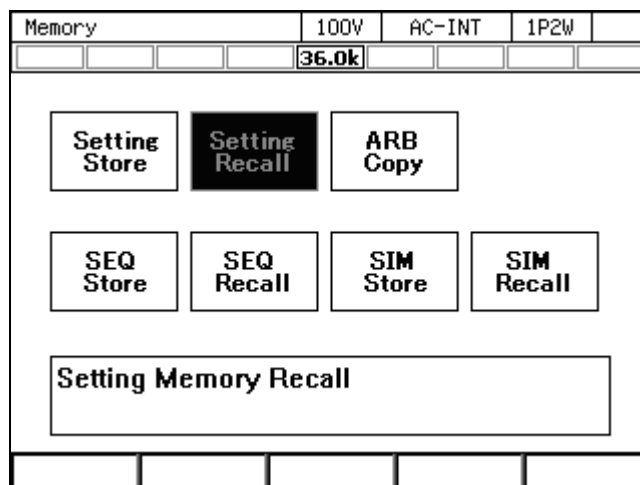 Memory 100V AC-INT 1P2W
36.0k
Setting Store
Setting Recall
ARB Copy
SEQ Store
SEQ Recall
SIM Store
SIM Recall
Setting Memory Recall